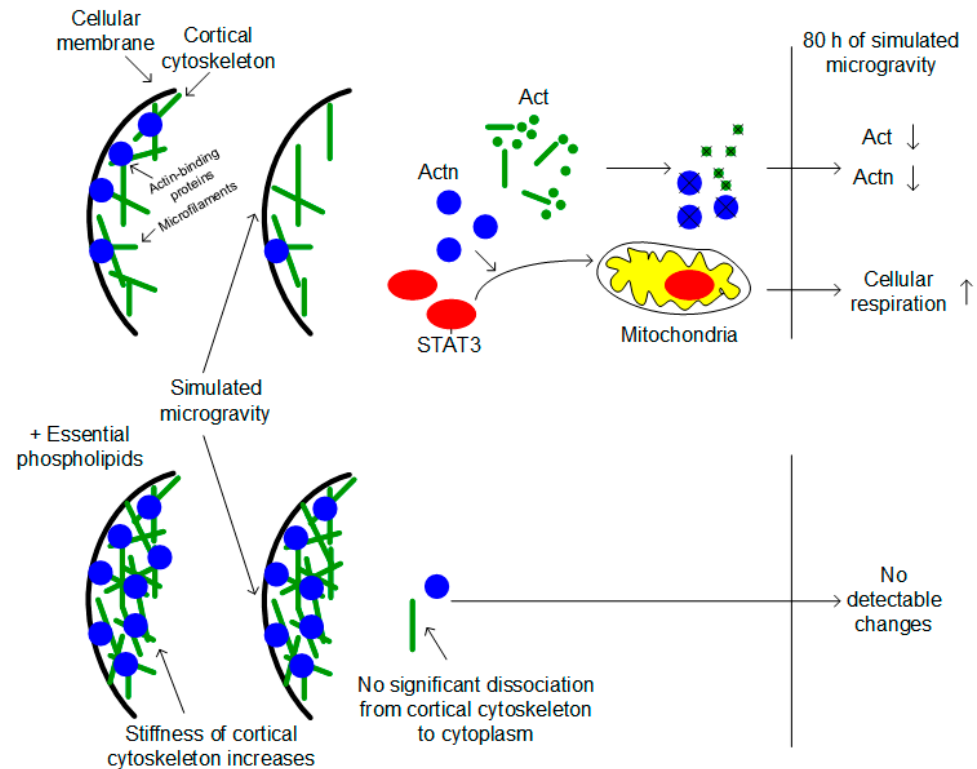 Cellular
membrane
Cortical
cytoskeleton
Actin-binding
proteins
Microfilaments
Act
Actn
STAT3
Mitochondria
80 h of simulated
microgravity
Act ↓
Actn ↓
Cellular
respiration ↑
Simulated
microgravity
+ Essential
phospholipids
Stiffness of cortical
cytoskeleton increases
No significant dissociation
from cortical cytoskeleton
to cytoplasm
No
detectable
changes